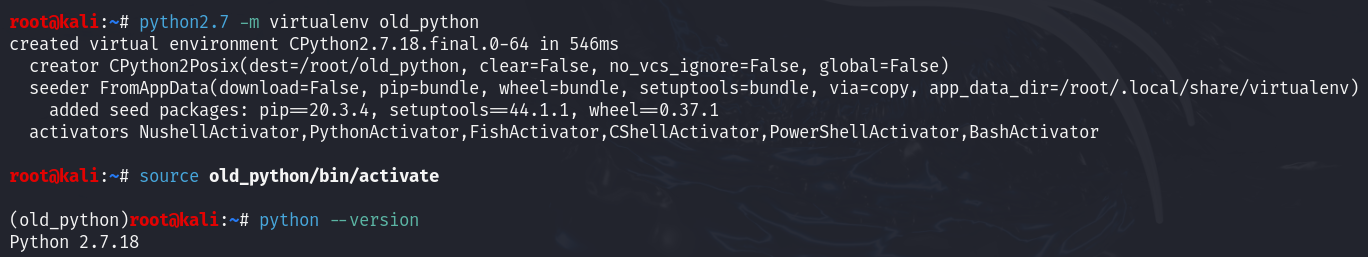 root@kali:~# python2.7 -m virtualenv old_python
created virtual environment CPython2.7.18.final.0-64 in 546ms
  creator CPython2Posix(dest=/root/old_python, clear=False, no_vcs_ignore=False, global=False)
  seeder FromAppData(download=False, pip=bundle, wheel=bundle, setuptools=bundle, via=copy, app_data_dir=/root/.local/share/virtualenv)
    added seed packages: pip==20.3.4, setuptools==44.1.1, wheel==0.37.1
  activators NushellActivator,PythonActivator,FishActivator,CShellActivator,PowerShellActivator,BashActivator
root@kali:~# source old_python/bin/activate
(old_python)root@kali:~# python --version
Python 2.7.18